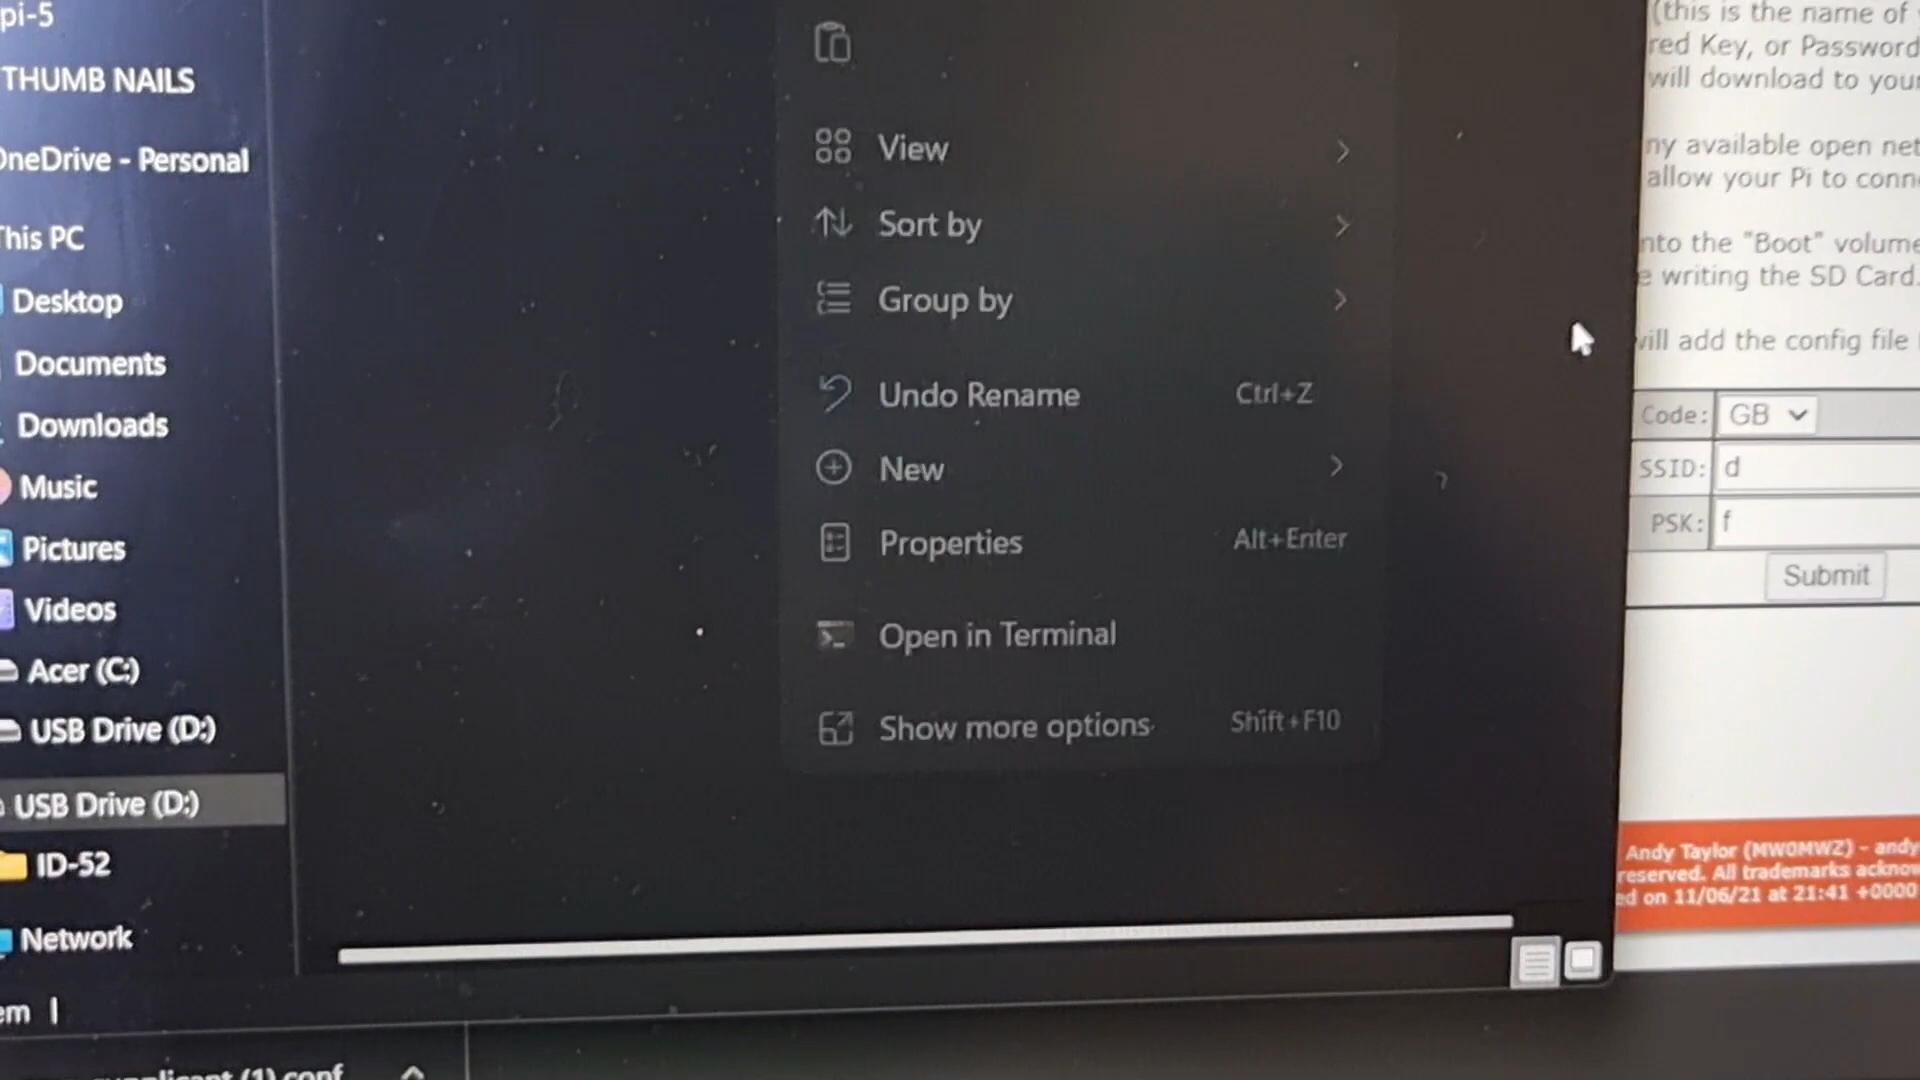 pi-5
THUMB NAILS
OneDrive - Personal
This PC
Desktop
Documents
Downloads
Music
Pictures
Videos
Acer (C:)
USB Drive (D:)
USB Drive (D:)
ID-52
Network
View
Sort by
Group by
Undo Rename Ctrl+Z
New
Properties Alt+Enter
Open in Terminal
Show more options Shift+F10
(this is the name of
red Key, or Password
will download to your
ny available open net
allow your Pi to conn
nto the "Boot" volume
e writing the SD Card.
will add the config file
Code: GB
SSID: d
PSK: f
Submit
Andy Taylor (MW0MWZ) - andy
reserved. All trademarks acknow
ed on 11/06/21 at 21:41 +0000
em
(1).conf